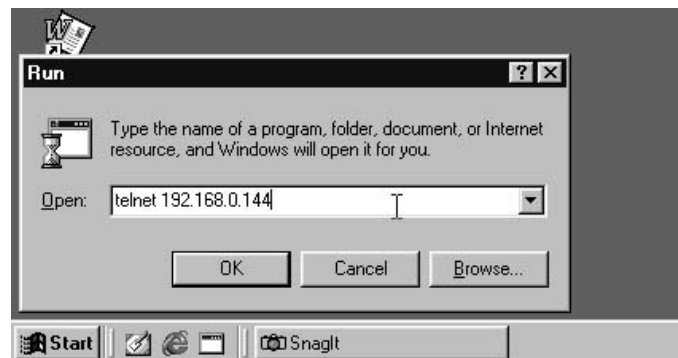 Run
Type the name of a program, folder, document, or Internet
resource, and Windows will open it for you.
Open: telnet 192.168.0.144
OK Cancel Browse...
Start SnagIt